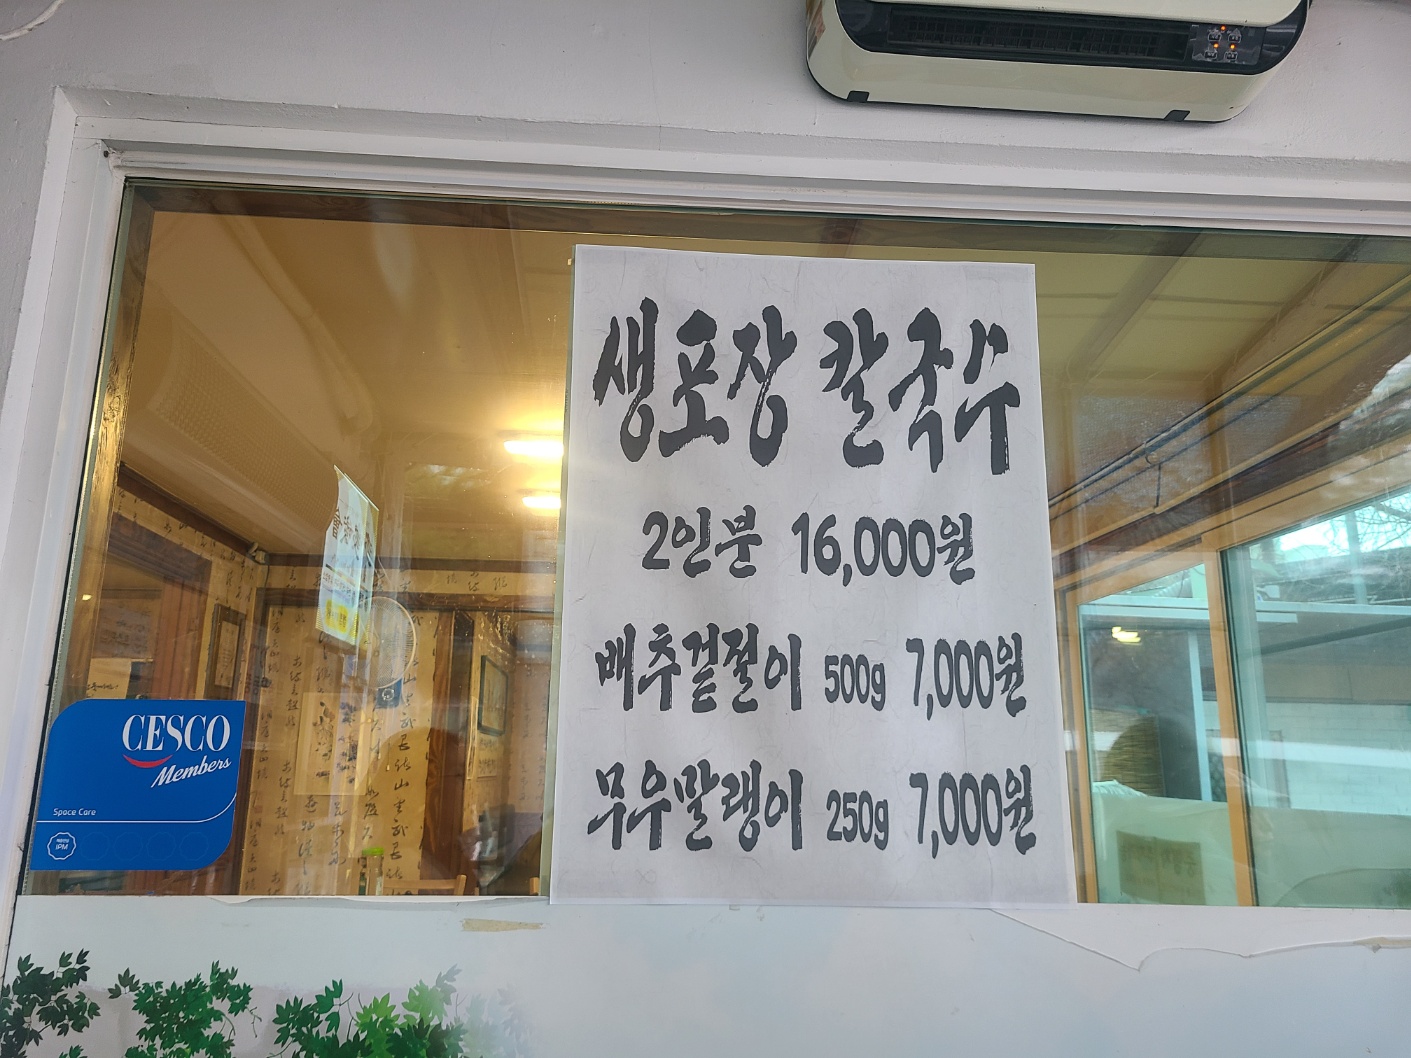 생포장 칼국수
2인분 16,000원
배추겉절이 500g 7,000원
무우말랭이 250g 7,000원
CESCO
Members
Space Care
IPM